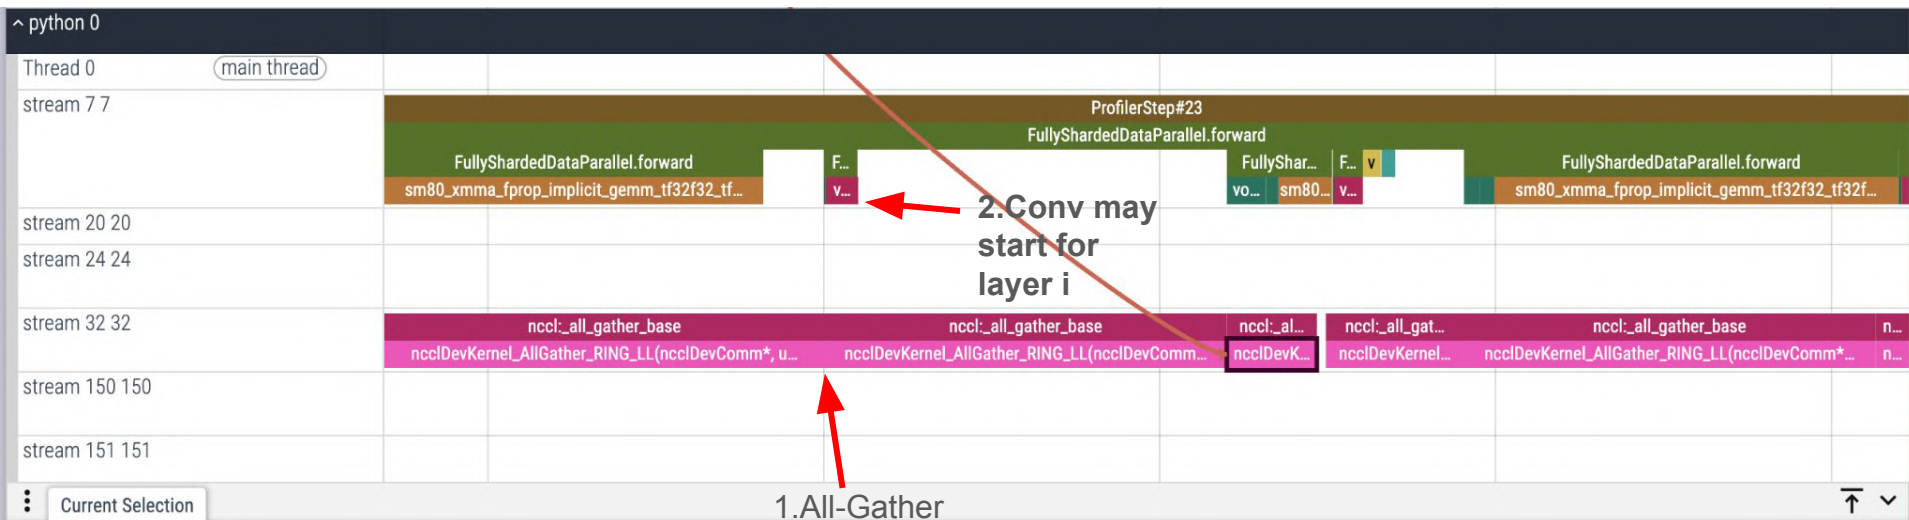 python 0
Thread 0 main thread
stream 7 7
ProfilerStep#23
FullyShardedDataParallel.forward
FullyShardedDataParallel.forward F... FullyShar... F... v FullyShardedDataParallel.forward
sm80_xmma_fprop_implicit_gemm_tf32f32_tf... v... vo... sm80... v... sm80_xmma_fprop_implicit_gemm_tf32f32_tf32f...
2.Conv may
start for
layer i
stream 20 20
stream 24 24
stream 32 32
nccl:_all_gather_base nccl:_all_gather_base nccl:_al... nccl:_all_gat... nccl:_all_gather_base n...
ncclDevKernel_AllGather_RING_LL(ncclDevComm*, u... ncclDevKernel_AllGather_RING_LL(ncclDevComm... ncclDevK... ncclDevKernel... ncclDevKernel_AllGather_RING_LL(ncclDevComm*... n...
stream 150 150
stream 151 151
Current Selection
1.All-Gather